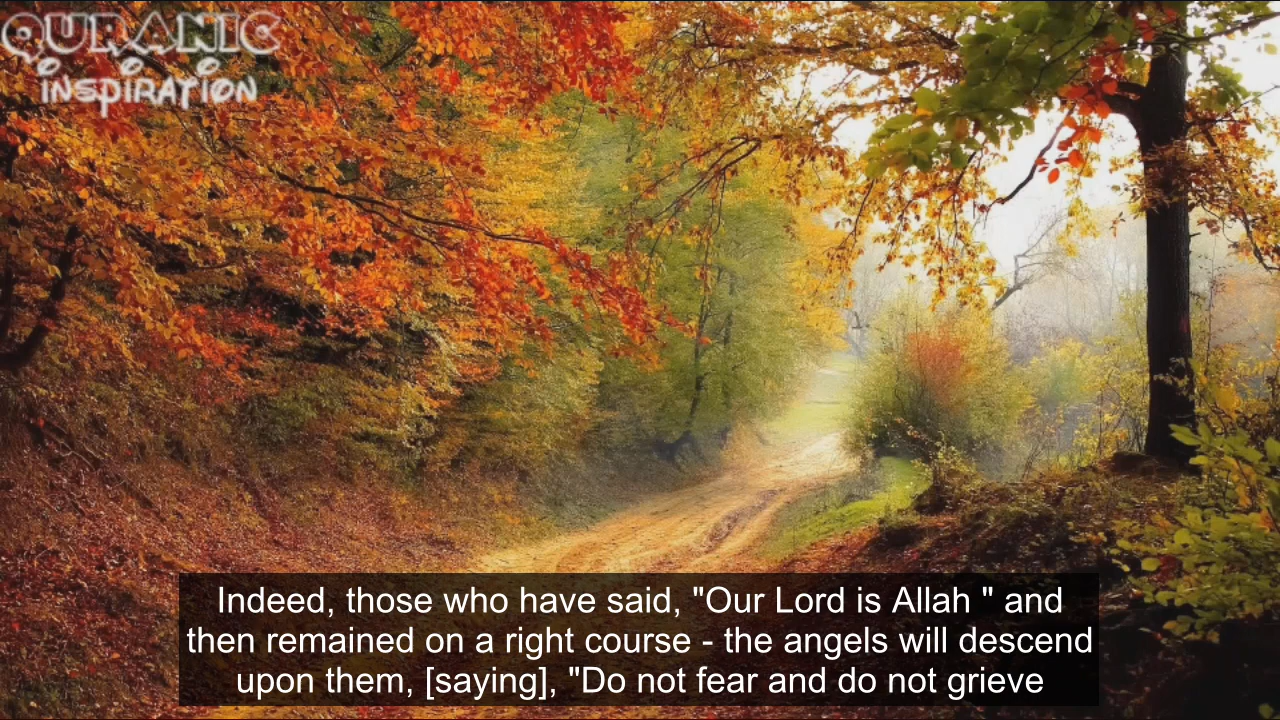 QURANIC
INSPIRATION
Indeed, those who have said, "Our Lord is Allah " and
then remained on a right course - the angels will descend
upon them, [saying], "Do not fear and do not grieve